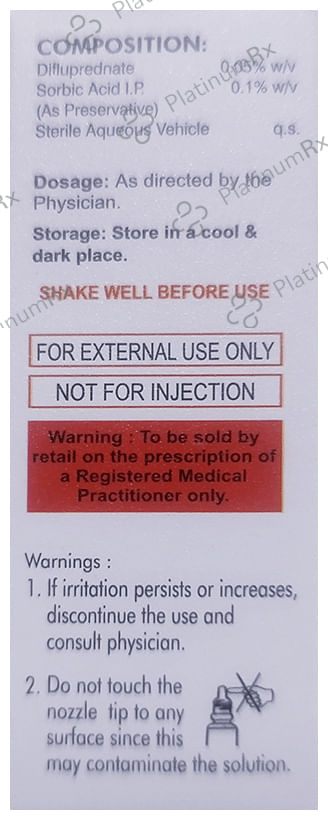 COMPOSITION:
Difluprednate 0.05% w/v
Sorbic Acid I.P. 0.1% w/v
(As Preservative)
Sterile Aqueous Vehicle q.s.
Dosage: As directed by the
Physician.
Storage: Store in a cool &
dark place.
SHAKE WELL BEFORE USE
FOR EXTERNAL USE ONLY
NOT FOR INJECTION
Warning : To be sold by
retail on the prescription of
a Registered Medical
Practitioner only.
Warnings :
1. If irritation persists or increases,
discontinue the use and
consult physician.
2. Do not touch the
nozzle tip to any
surface since this
may contaminate the solution.
PlatinumRx
PlatinumRx
PlatinumRx